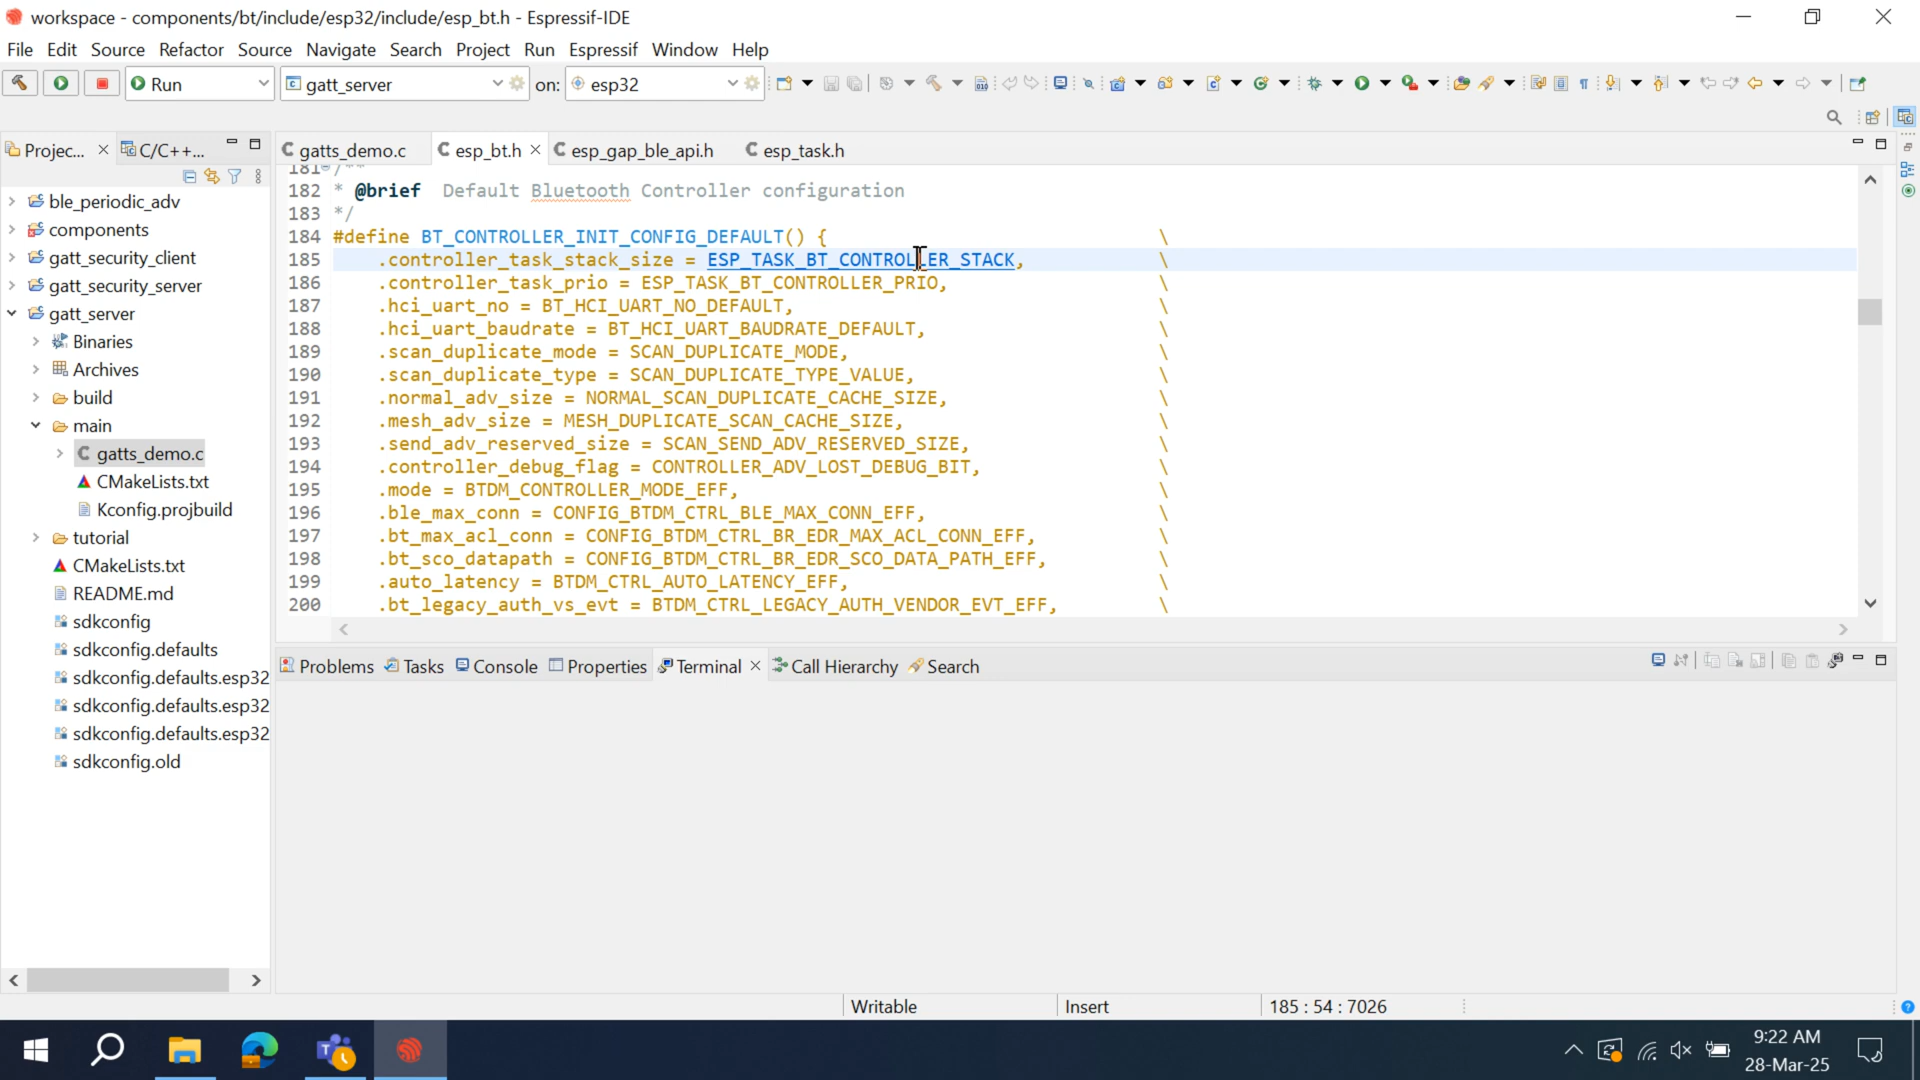 workspace - components/bt/include/esp32/include/esp_bt.h - Espressif-IDE
File Edit Source Refactor Source Navigate Search Project Run Espressif Window Help
Run gatt_server on: esp32
Projec... C/C++... gatts_demo.c esp_bt.h esp_gap_ble_api.h esp_task.h
ble_periodic_adv
components
gatt_security_client
gatt_security_server
gatt_server
Binaries
Archives
build
main
gatts_demo.c
CMakeLists.txt
Kconfig.projbuild
tutorial
CMakeLists.txt
README.md
sdkconfig
sdkconfig.defaults
sdkconfig.defaults.esp32
sdkconfig.defaults.esp32
sdkconfig.defaults.esp32
sdkconfig.old
181 /**
182 * @brief Default Bluetooth Controller configuration
183 */
184 #define BT_CONTROLLER_INIT_CONFIG_DEFAULT() { \
185 .controller_task_stack_size = ESP_TASK_BT_CONTROLLER_STACK, \
186 .controller_task_prio = ESP_TASK_BT_CONTROLLER_PRIO, \
187 .hci_uart_no = BT_HCI_UART_NO_DEFAULT, \
188 .hci_uart_baudrate = BT_HCI_UART_BAUDRATE_DEFAULT, \
189 .scan_duplicate_mode = SCAN_DUPLICATE_MODE, \
190 .scan_duplicate_type = SCAN_DUPLICATE_TYPE_VALUE, \
191 .normal_adv_size = NORMAL_SCAN_DUPLICATE_CACHE_SIZE, \
192 .mesh_adv_size = MESH_DUPLICATE_SCAN_CACHE_SIZE, \
193 .send_adv_reserved_size = SCAN_SEND_ADV_RESERVED_SIZE, \
194 .controller_debug_flag = CONTROLLER_ADV_LOST_DEBUG_BIT, \
195 .mode = BTDM_CONTROLLER_MODE_EFF, \
196 .ble_max_conn = CONFIG_BTDM_CTRL_BLE_MAX_CONN_EFF, \
197 .bt_max_acl_conn = CONFIG_BTDM_CTRL_BR_EDR_MAX_ACL_CONN_EFF, \
198 .bt_sco_datapath = CONFIG_BTDM_CTRL_BR_EDR_SCO_DATA_PATH_EFF, \
199 .auto_latency = BTDM_CTRL_AUTO_LATENCY_EFF, \
200 .bt_legacy_auth_vs_evt = BTDM_CTRL_LEGACY_AUTH_VENDOR_EVT_EFF, \
Problems Tasks Console Properties Terminal Call Hierarchy Search
Writable Insert 185 : 54 : 7026
9:22 AM
28-Mar-25